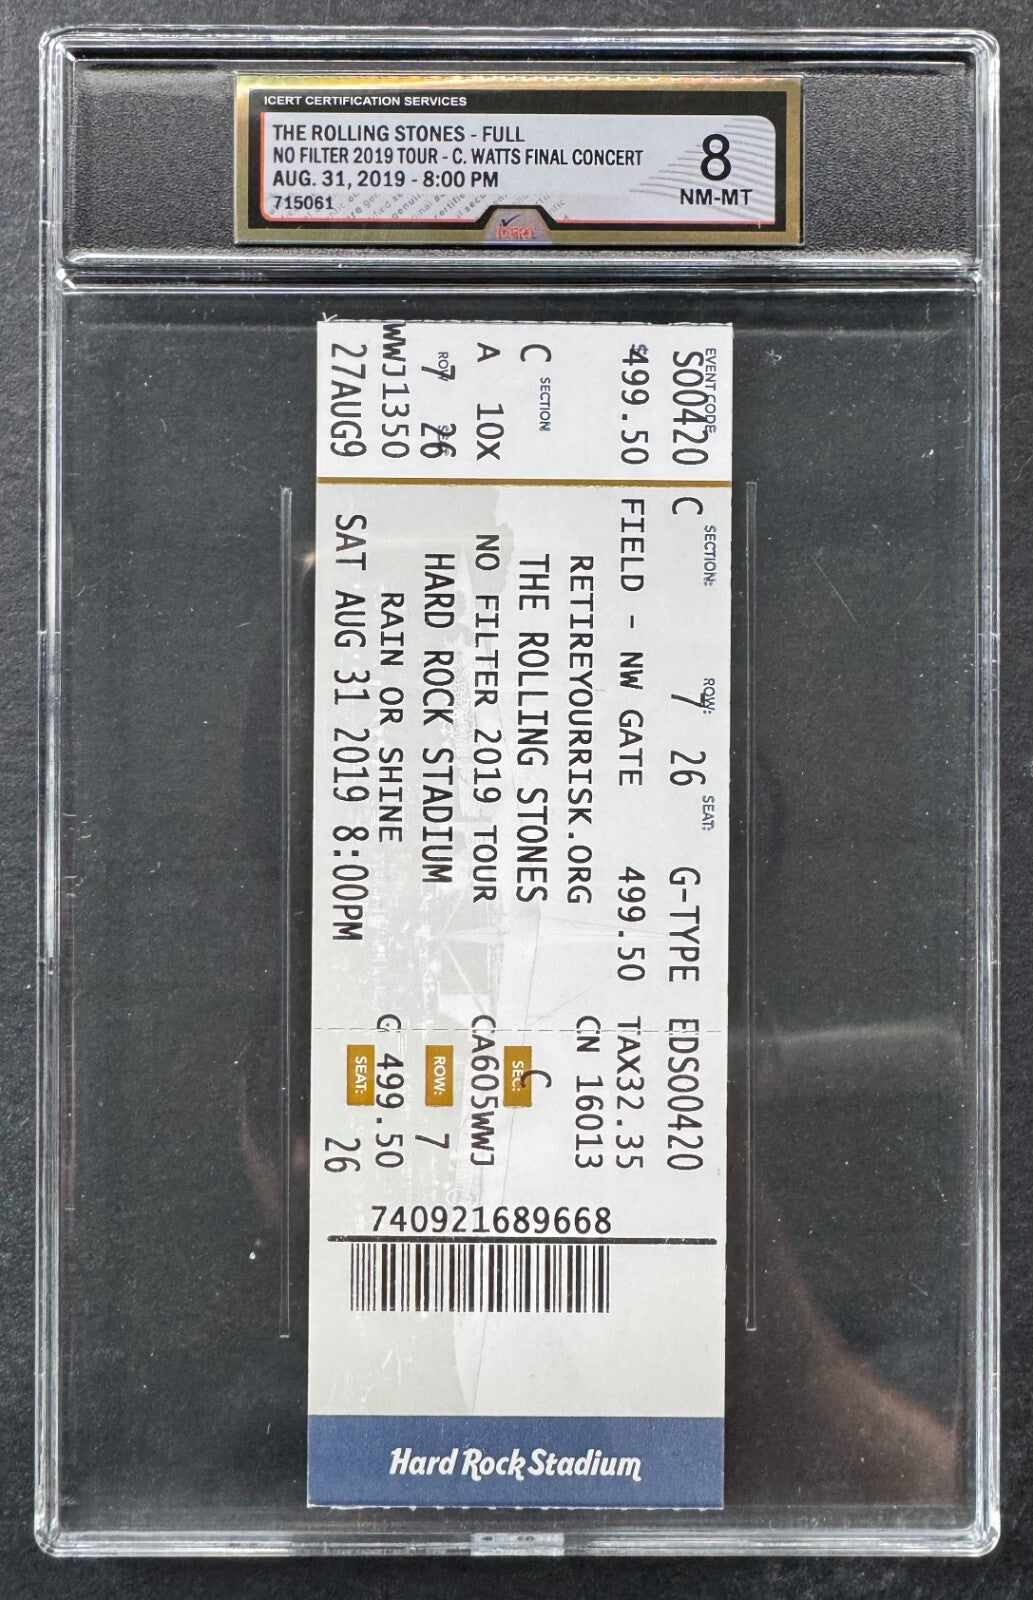 ICERT CERTIFICATION SERVICES
THE ROLLING STONES - FULL
NO FILTER 2019 TOUR - C. WATTS FINAL CONCERT
AUG. 31, 2019 - 8:00 PM
715061
8
NM-MT
EVENT CODE
S00420
$499.50
SECTION
C
A 10X
ROW SEAT
7 26
WWJ1350
27AUG9
SECTION: ROW: SEAT:
C 7 26 G-TYPE EDS00420
FIELD - NW GATE 499.50 TAX32.35
RETIREYOURRISK.ORG CN 16013
THE ROLLING STONES
SEC: C
NO FILTER 2019 TOUR CA605WWJ
HARD ROCK STADIUM
ROW: 7
RAIN OR SHINE G 499.50
SAT AUG 31 2019 8:00PM
SEAT: 26
740921689668
Hard Rock Stadium